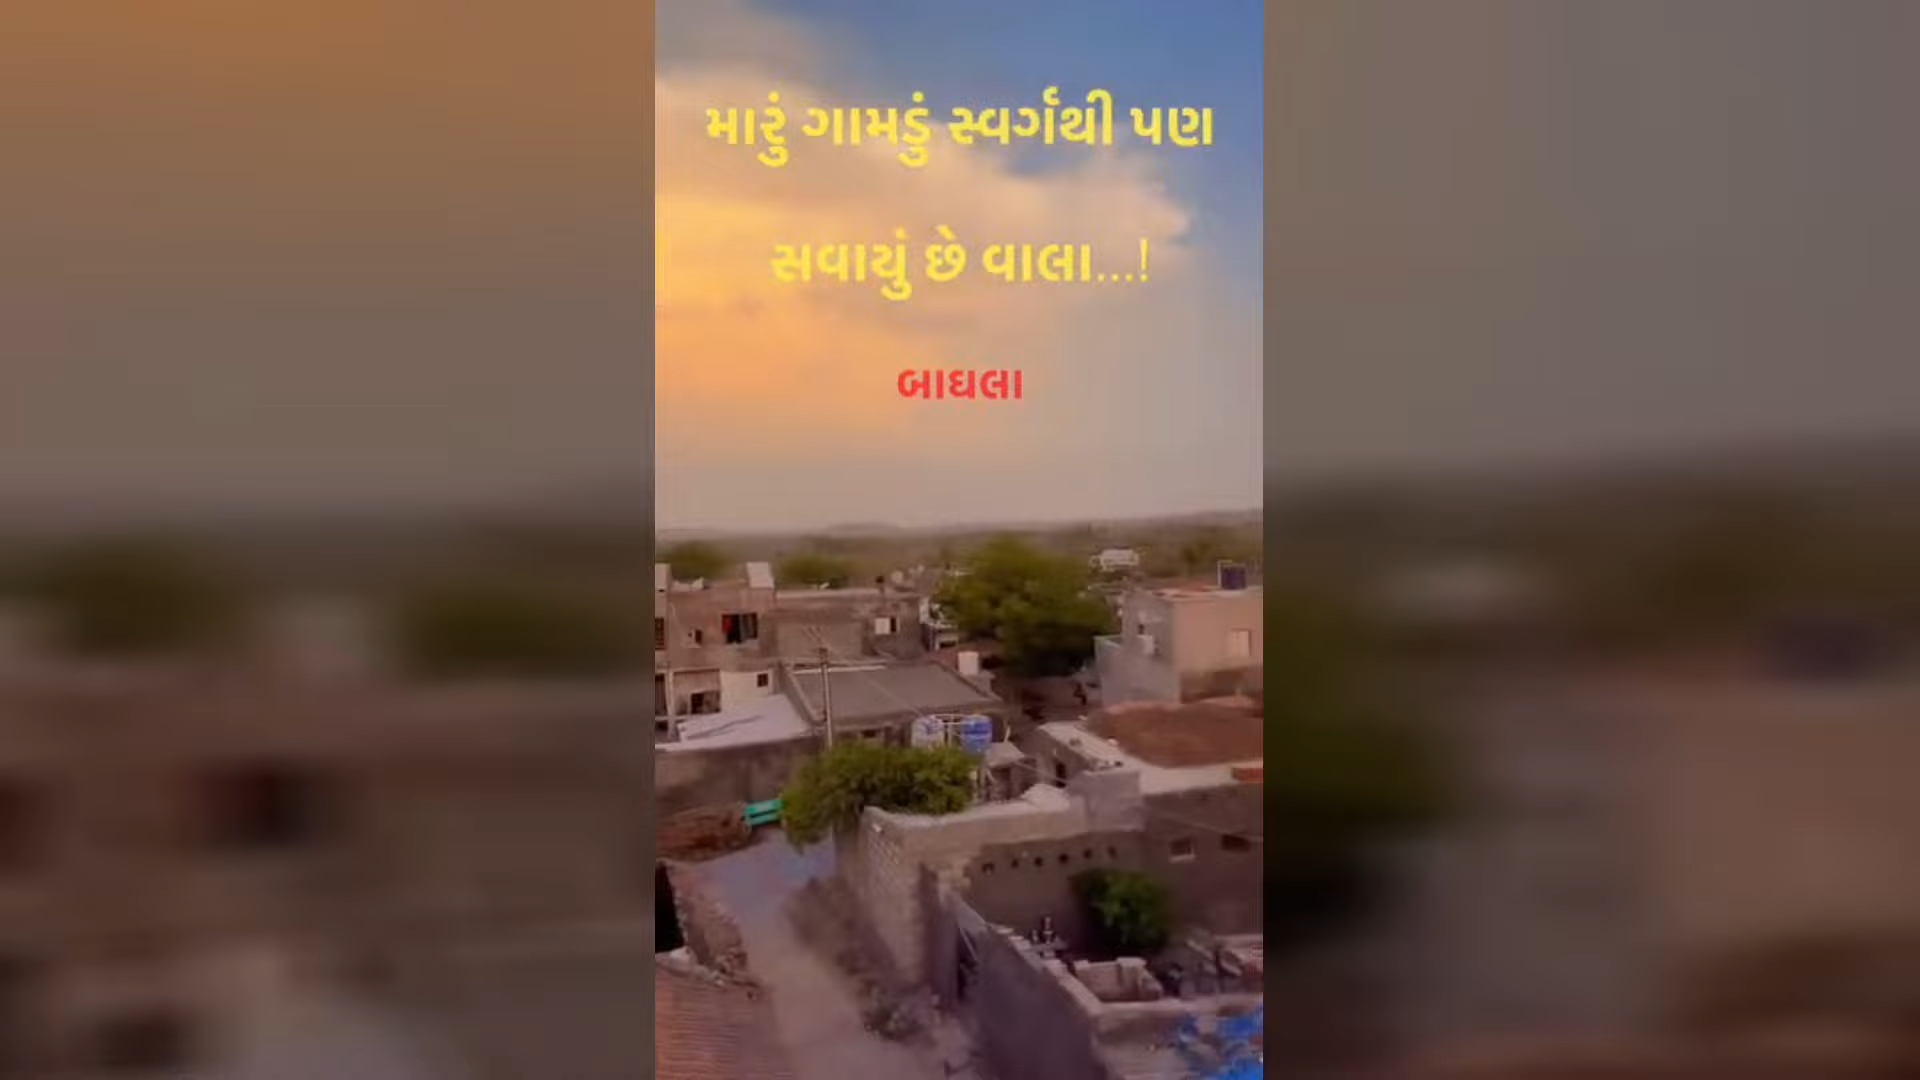 મારું ગામડું સ્વર્ગથી પણ
સવાયું છે વાલા...!
બાઘલા